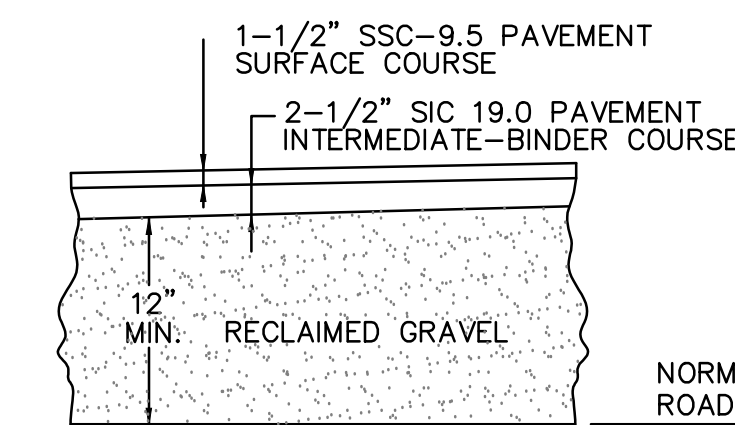 1-1/2" SSC-9.5 PAVEMENT
SURFACE COURSE
2-1/2" SIC 19.0 PAVEMENT
INTERMEDIATE-BINDER COURSE
12"
MIN.
RECLAIMED GRAVEL
NORM
ROAD